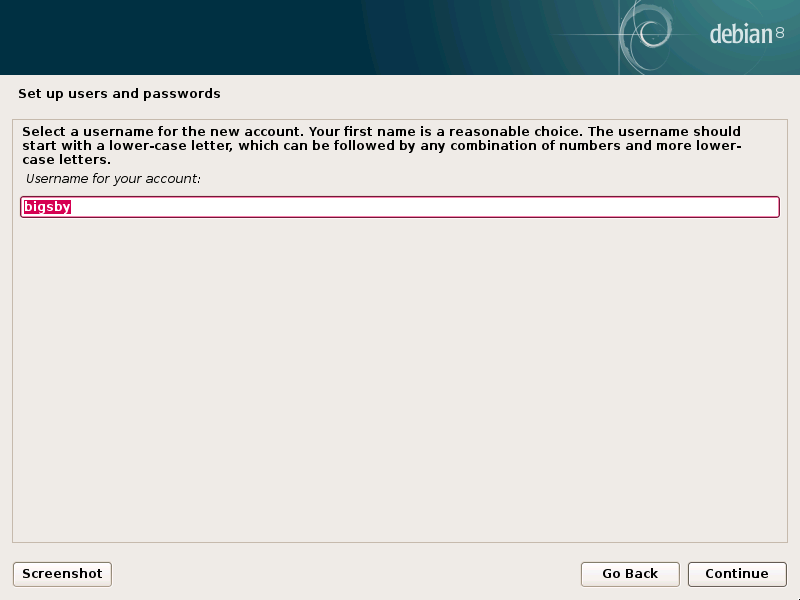 debian 8
Set up users and passwords
Select a username for the new account. Your first name is a reasonable choice. The username should
start with a lower-case letter, which can be followed by any combination of numbers and more lower-
case letters.
Username for your account:
bigsby
Screenshot
Go Back
Continue